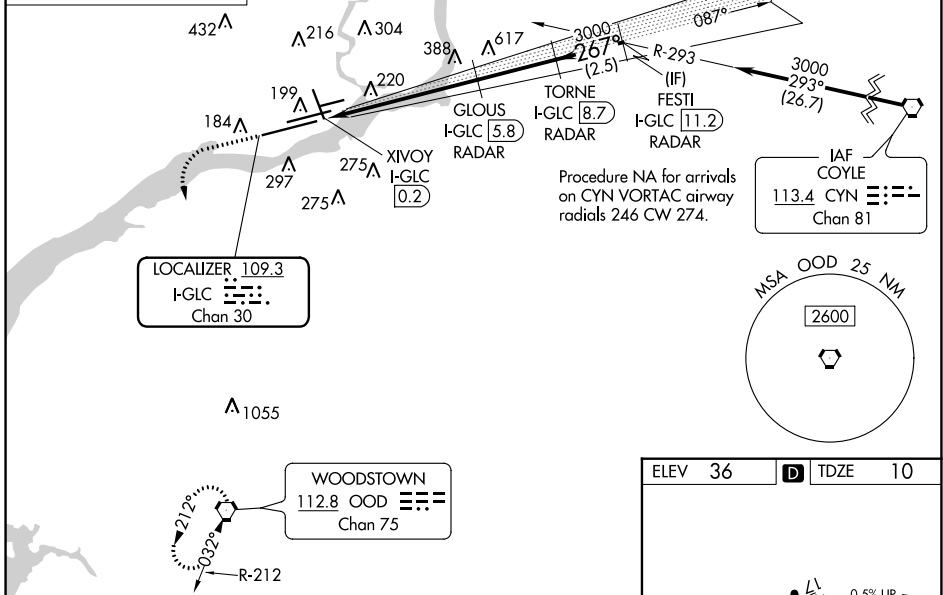 432
216
304
388
617
3000
267°
(2.5)
087°
R-293
3000
293°
(26.7)
(IF)
FESTI
I-GLC 11.2
RADAR
TORNE
I-GLC 8.7
RADAR
GLOUS
I-GLC 5.8
RADAR
220
199
184
297
275
275
XIVOY
I-GLC
0.2
Procedure NA for arrivals
on CYN VORTAC airway
radials 246 CW 274.
IAF
COYLE
113.4 CYN
Chan 81
LOCALIZER 109.3
I-GLC
Chan 30
MSA OOD 25 NM
2600
1055
WOODSTOWN
112.8 OOD
Chan 75
212°
032°
R-212
ELEV 36 D TDZE 10
17
0.5% UP